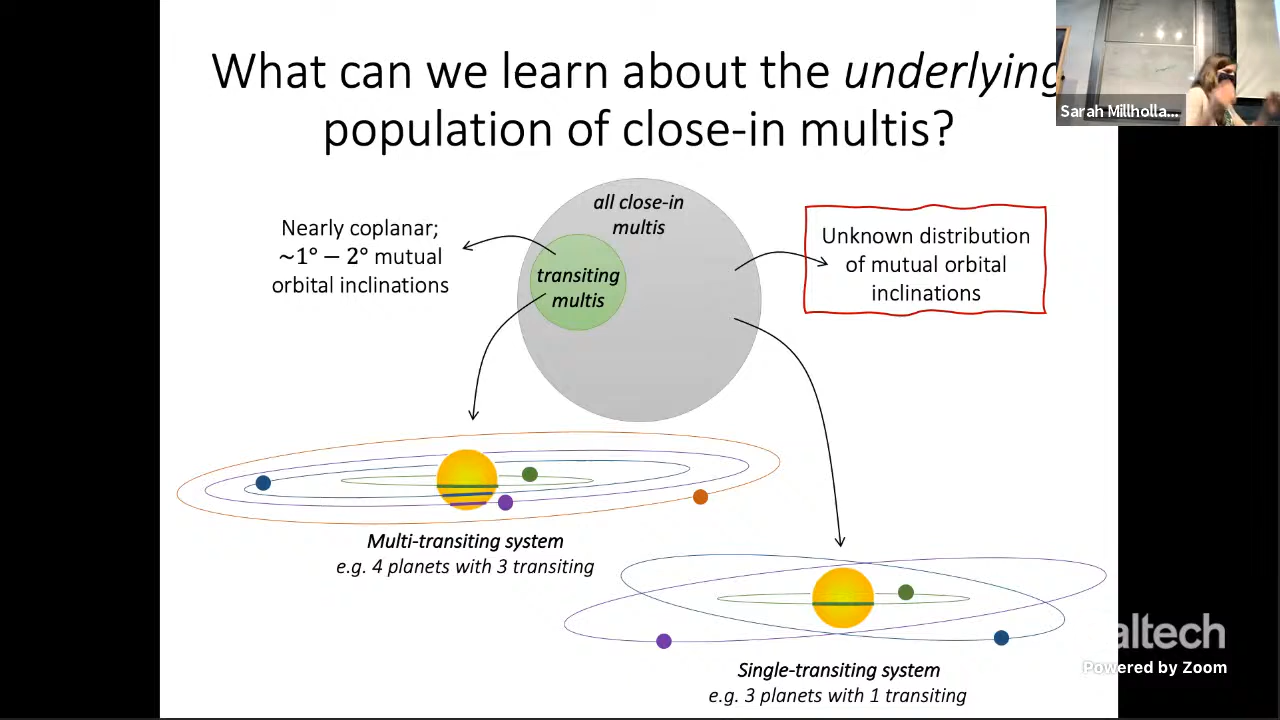 What can we learn about the underlying
population of close-in multis?
Sarah Millholla...
all close-in
multis
Nearly coplanar;
~1° − 2° mutual
orbital inclinations
transiting
multis
Unknown distribution
of mutual orbital
inclinations
Multi-transiting system
e.g. 4 planets with 3 transiting
Single-transiting system
e.g. 3 planets with 1 transiting
altech
Powered by Zoom